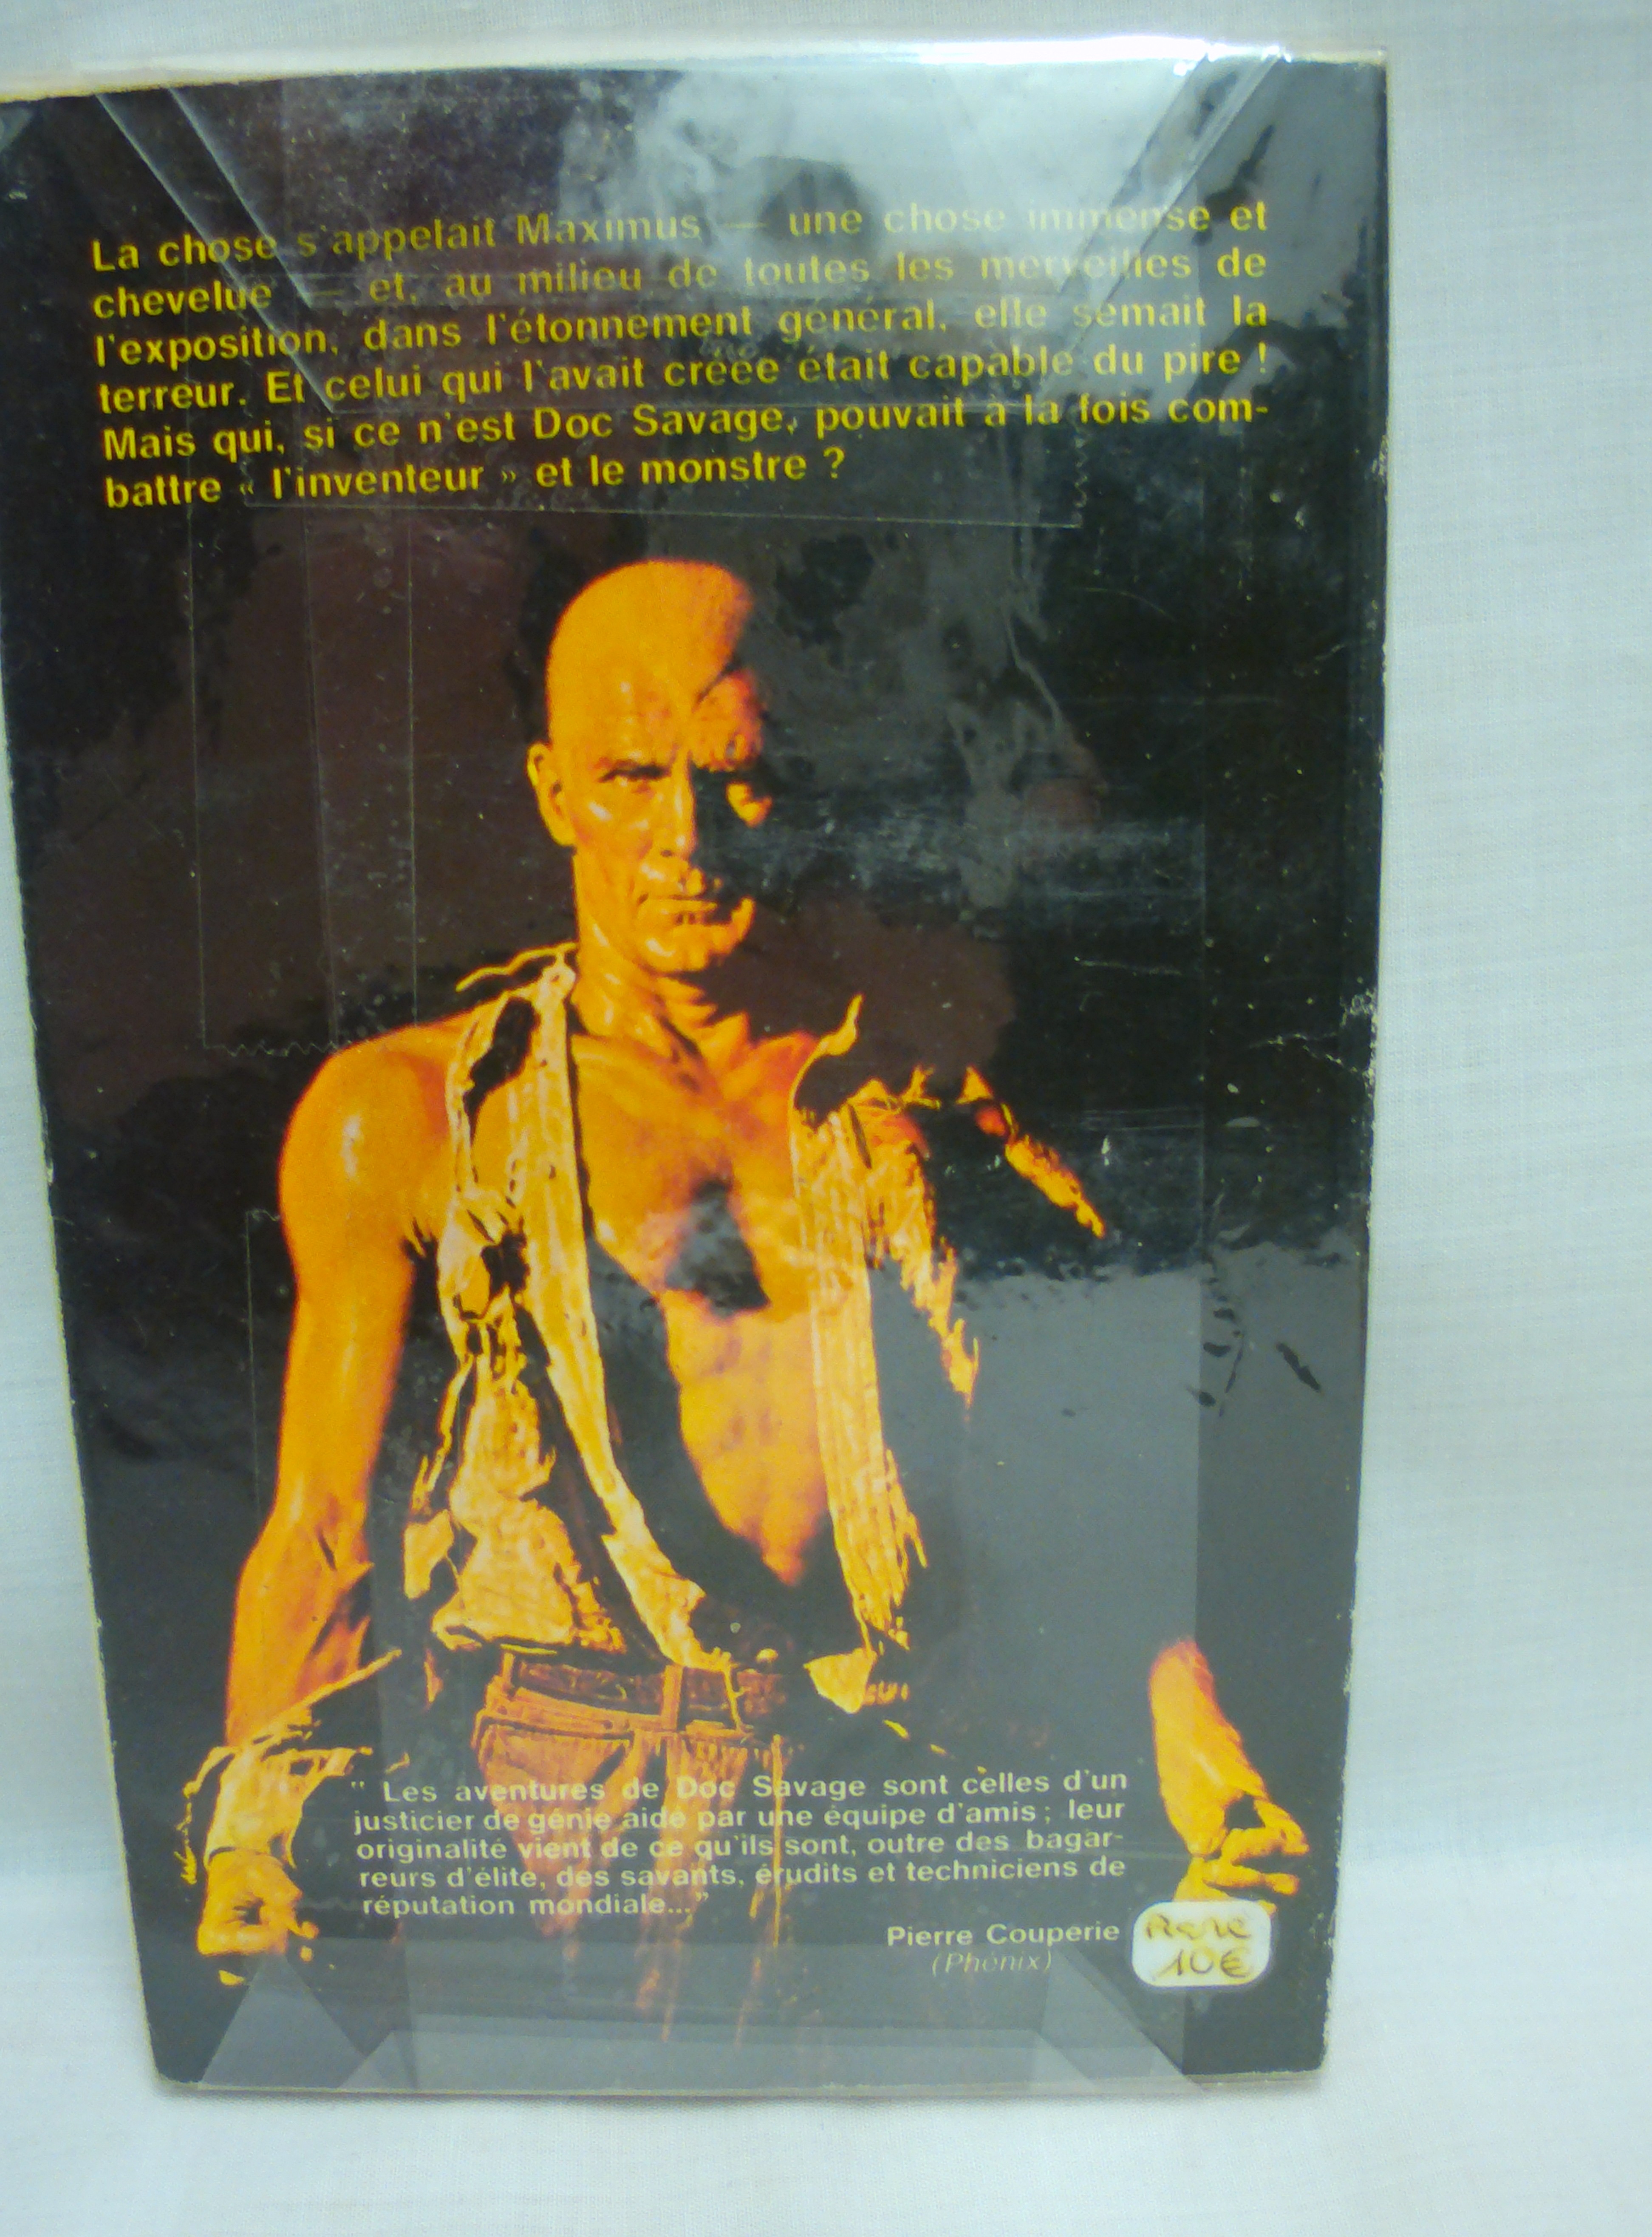 La chose s'appelait Maximus — une chose immense et
chevelue — et, au milieu de toutes les merveilles de
l'exposition, dans l'étonnement général, elle semait la
terreur. Et celui qui l'avait créée était capable du pire !
Mais qui, si ce n'est Doc Savage, pouvait à la fois com-
battre « l'inventeur » et le monstre ?
" Les aventures de Doc Savage sont celles d'un
justicier de génie aidé par une équipe d'amis ; leur
originalité vient de ce qu'ils sont, outre des bagar-
reurs d'élite, des savants, érudits et techniciens de
réputation mondiale..."
Pierre Couperie
(Phénix)
Rare
10€